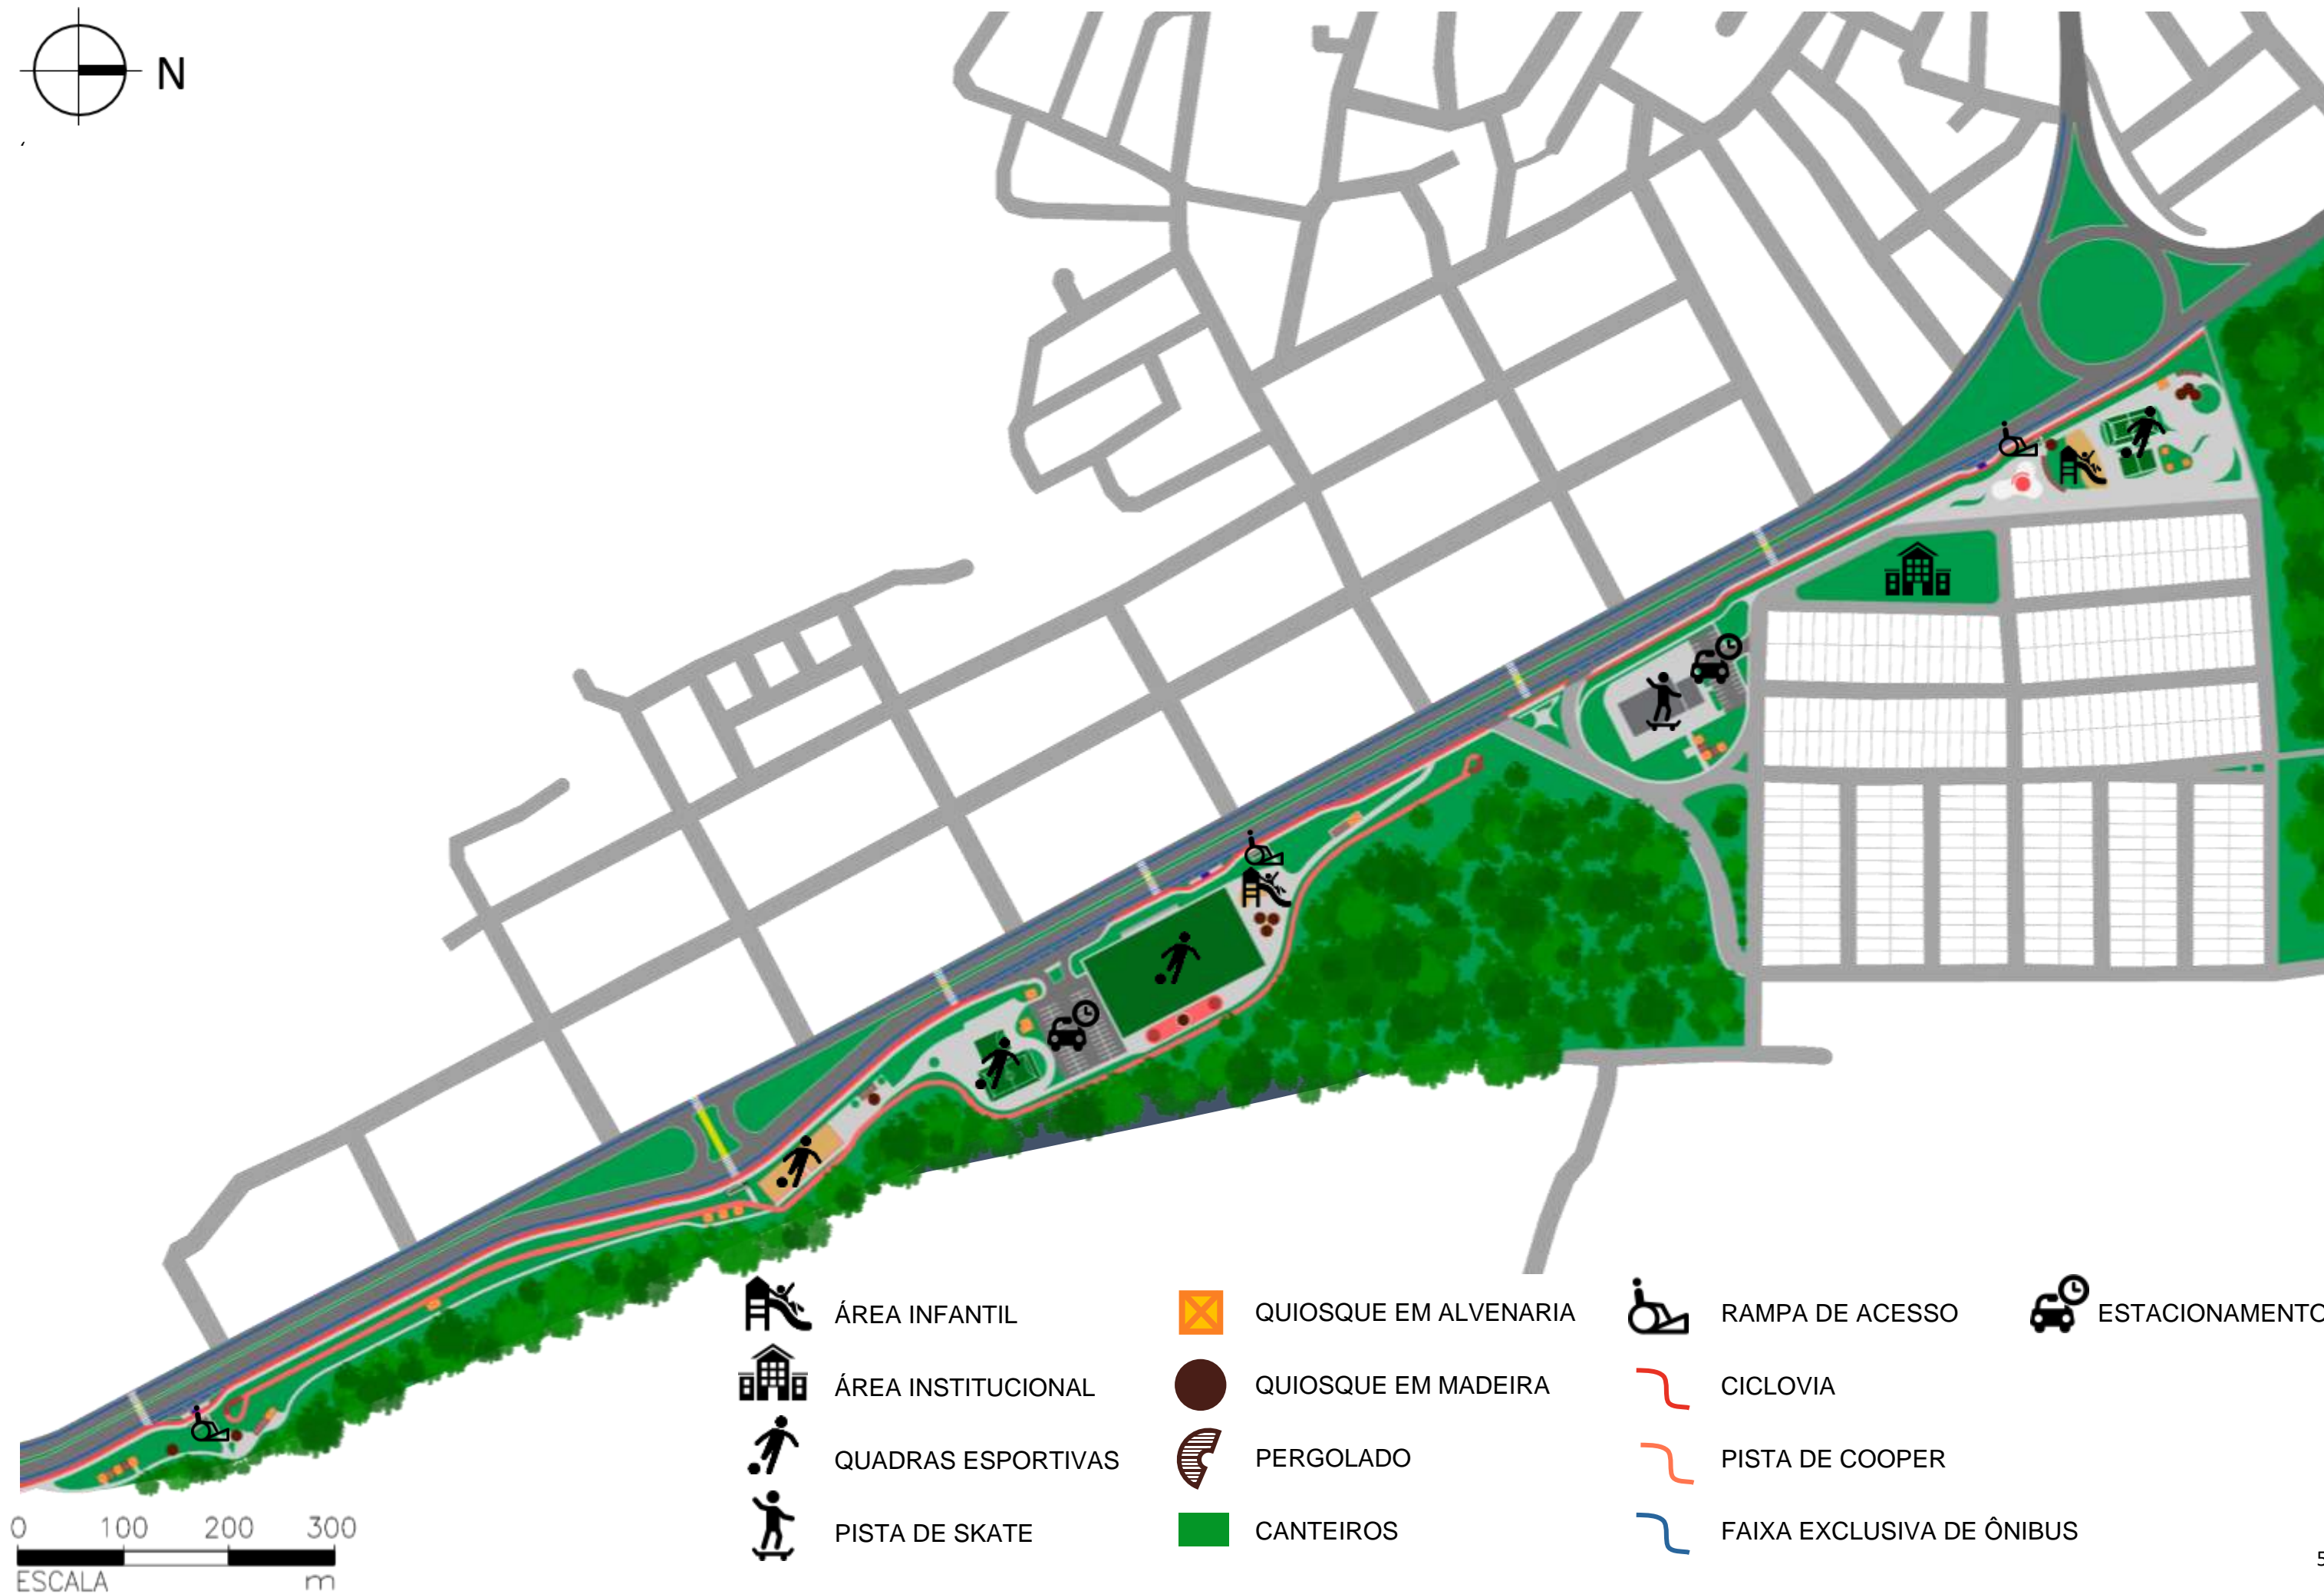 N
ÁREA INFANTIL
QUIOSQUE EM ALVENARIA
RAMPA DE ACESSO
ESTACIONAMENTO
ÁREA INSTITUCIONAL
QUIOSQUE EM MADEIRA
CICLOVIA
QUADRAS ESPORTIVAS
PERGOLADO
PISTA DE COOPER
PISTA DE SKATE
CANTEIROS
FAIXA EXCLUSIVA DE ÔNIBUS
0 100 200 300
ESCALA m
5